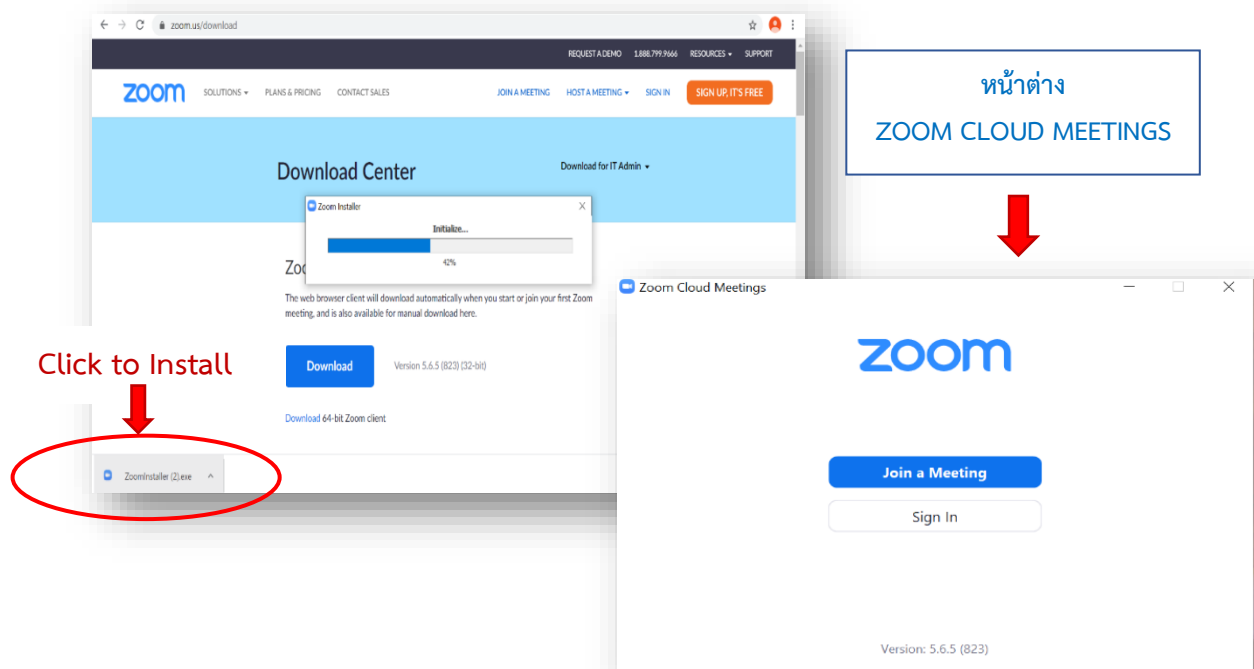 zoom.us/download
REQUEST A DEMO 1.888.799.9666 RESOURCES SUPPORT
zoom SOLUTIONS PLANS & PRICING CONTACT SALES JOIN A MEETING HOST A MEETING SIGN IN SIGN UP, IT'S FREE
Download Center
Download for IT Admin
Zoom Installer X
Initialize...
42%
The web browser client will download automatically when you start or join your first Zoom
meeting, and is also available for manual download here.
Download Version 5.6.5 (823) (32-bit)
Download 64-bit Zoom client
Click to Install
ZoomInstaller (2).exe
หน้าต่าง
ZOOM CLOUD MEETINGS
Zoom Cloud Meetings
zoom
Join a Meeting
Sign In
Version: 5.6.5 (823)